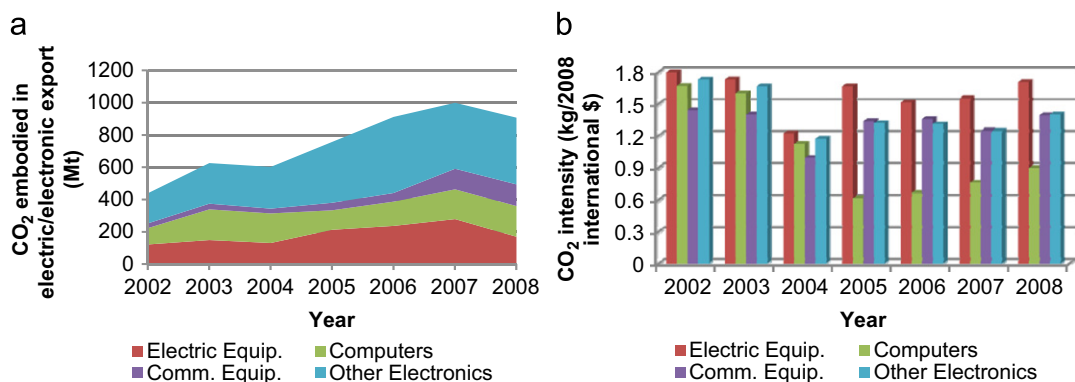 a
CO2 embodied in
electric/electronic export
(Mt)
1200
1000
800
600
400
200
0
2002 2003 2004 2005 2006 2007 2008
Year
Electric Equip. Computers
Comm. Equip. Other Electronics
b
CO2 intensity (kg/2008
international $)
1.8
1.5
1.2
0.9
0.6
0.3
0
2002 2003 2004 2005 2006 2007 2008
Year
Electric Equip. Computers
Comm. Equip. Other Electronics